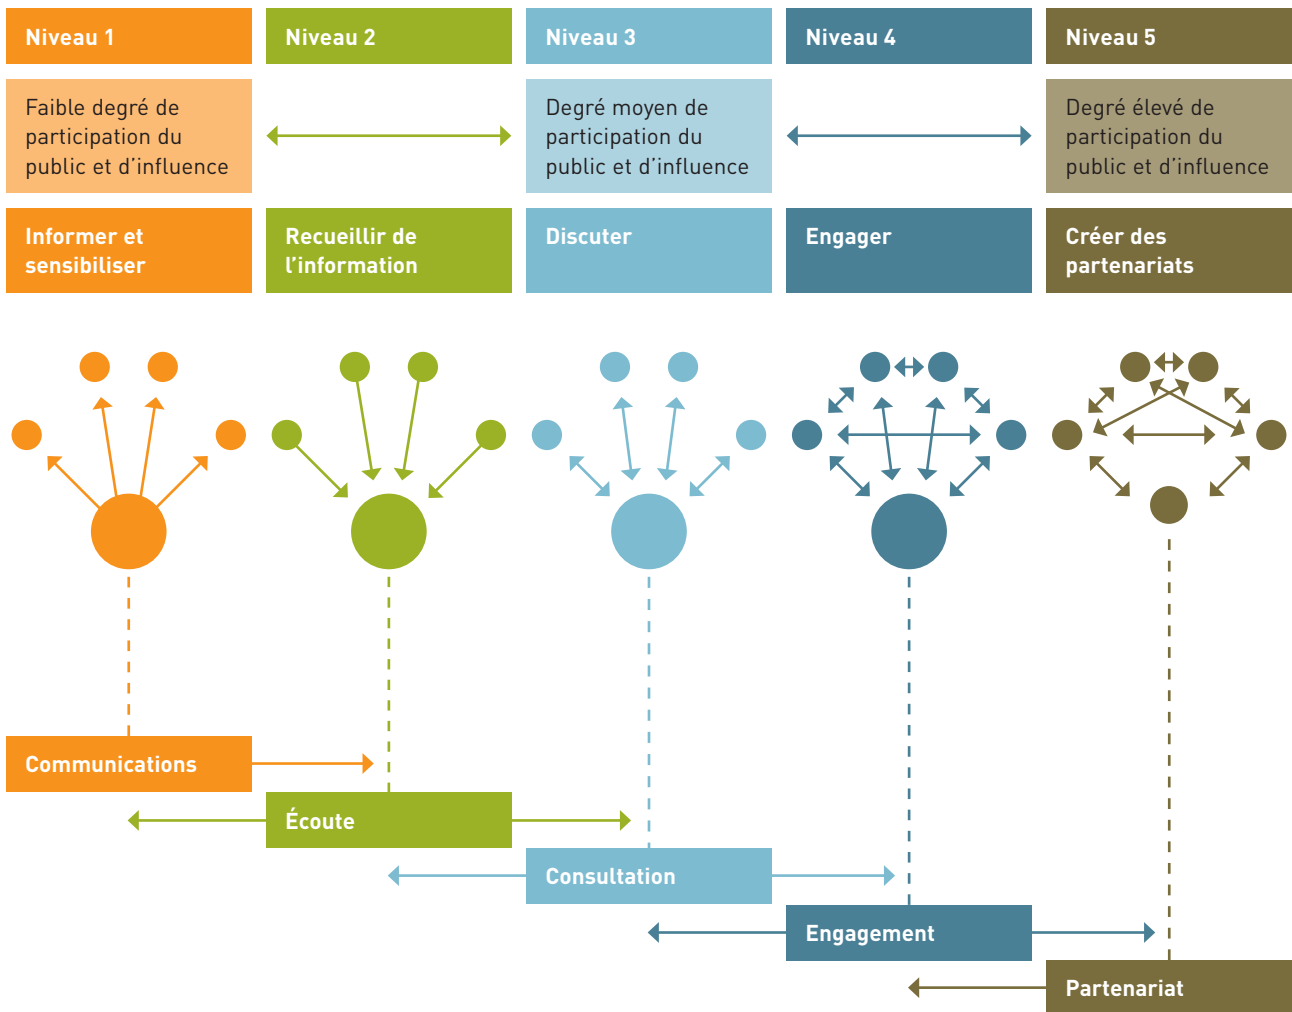 Niveau 1
Niveau 2
Niveau 3
Niveau 4
Niveau 5
Faible degré de
participation du
public et d’influence
Degré moyen de
participation du
public et d’influence
Degré élevé de
participation du
public et d’influence
Informer et
sensibiliser
Recueillir de
l’information
Discuter
Engager
Créer des
partenariats
Communications
Écoute
Consultation
Engagement
Partenariat